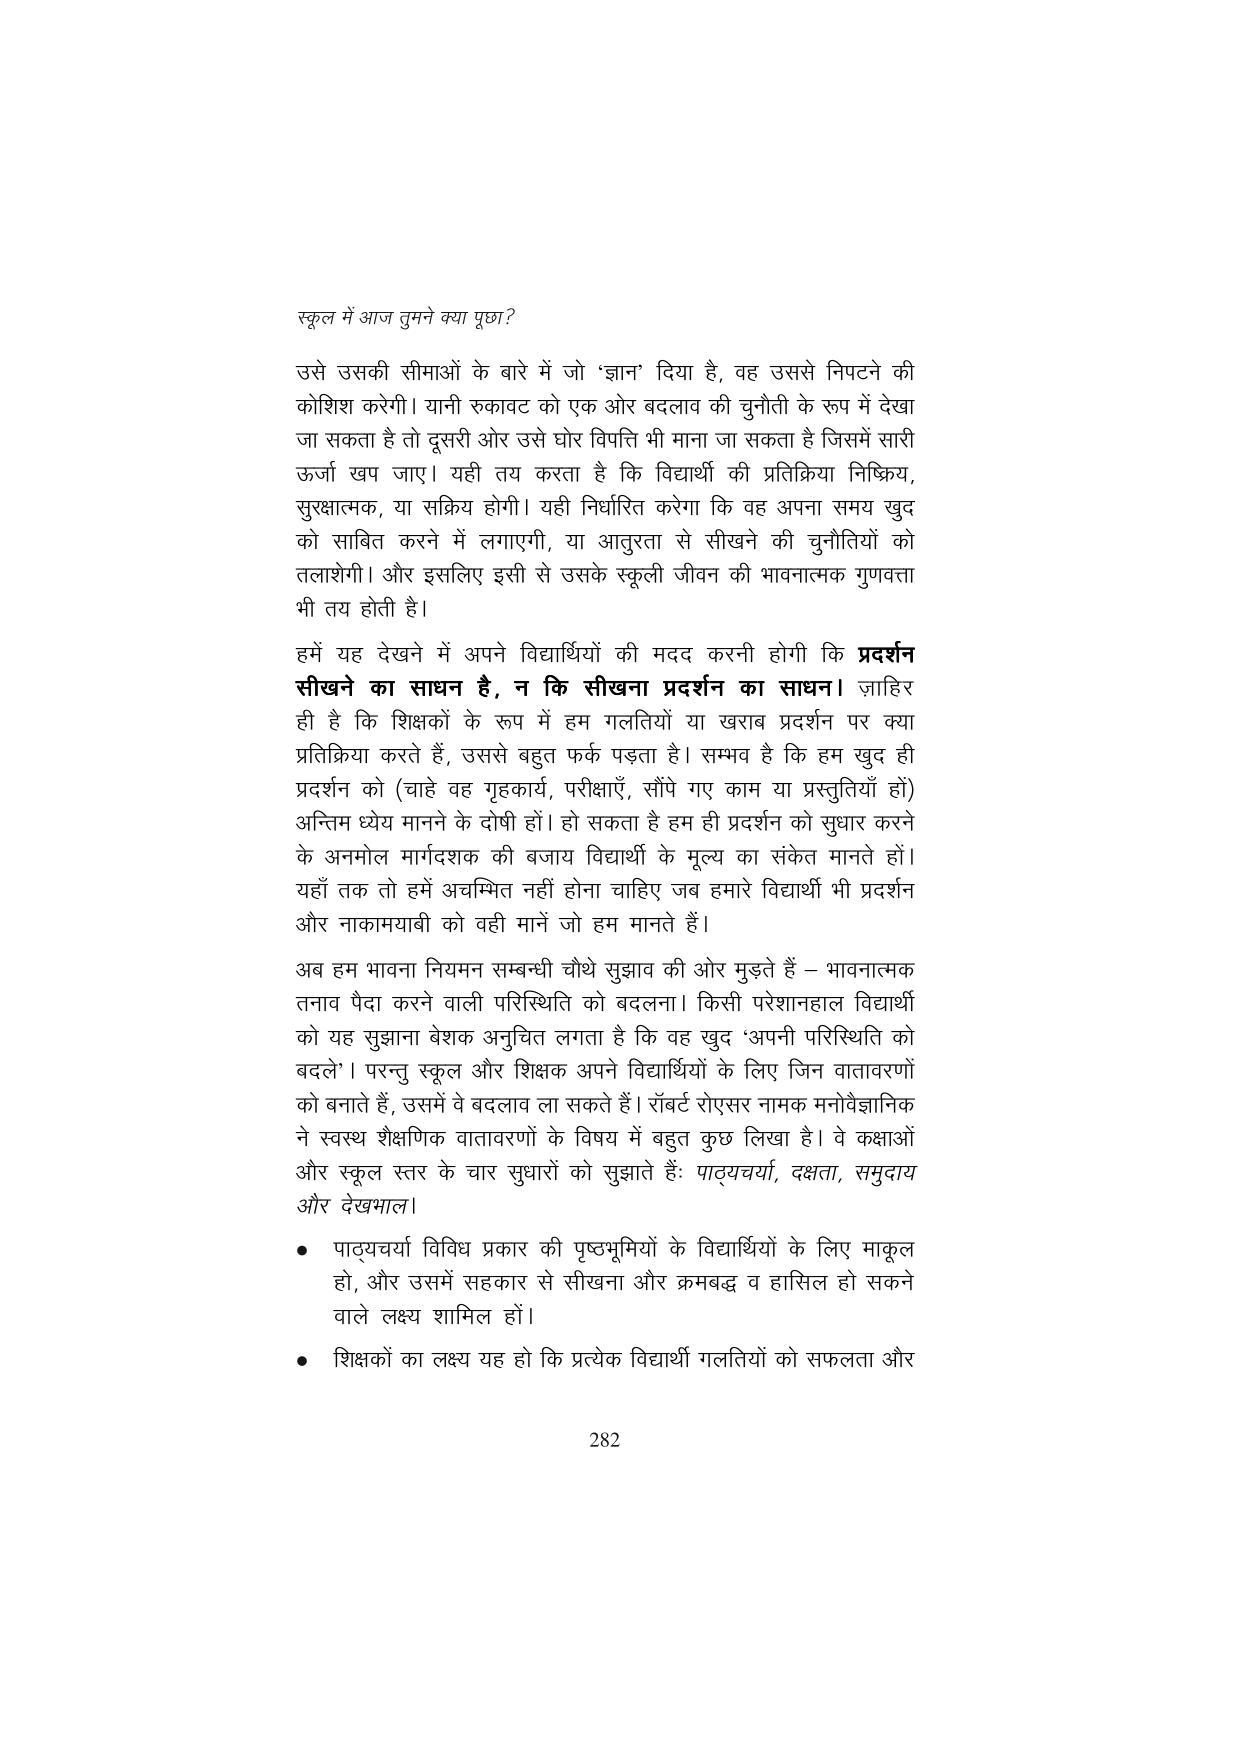 स्कूल में आज तुमने क्या पूछा?
उसे उसकी सीमाओं के बारे में जो ‘ज्ञान’ दिया है, वह उससे निपटने की
कोशिश करेगी। यानी रुकावट को एक ओर बदलाव की चुनौती के रूप में देखा
जा सकता है तो दूसरी ओर उसे घोर विपत्ति भी माना जा सकता है जिसमें सारी
ऊर्जा खप जाए। यही तय करता है कि विद्यार्थी की प्रतिक्रिया निष्क्रिय,
सुरक्षात्मक, या सक्रिय होगी। यही निर्धारित करेगा कि वह अपना समय खुद
को साबित करने में लगाएगी, या आतुरता से सीखने की चुनौतियों को
तलाशेगी। और इसलिए इसी से उसके स्कूली जीवन की भावनात्मक गुणवत्ता
भी तय होती है।
हमें यह देखने में अपने विद्यार्थियों की मदद करनी होगी कि प्रदर्शन
सीखने का साधन है, न कि सीखना प्रदर्शन का साधन। ज़ाहिर
ही है कि शिक्षकों के रूप में हम गलतियों या खराब प्रदर्शन पर क्या
प्रतिक्रिया करते हैं, उससे बहुत फर्क पड़ता है। सम्भव है कि हम खुद ही
प्रदर्शन को (चाहे वह गृहकार्य, परीक्षाएँ, सौंपे गए काम या प्रस्तुतियाँ हों)
अन्तिम ध्येय मानने के दोषी हों। हो सकता है हम ही प्रदर्शन को सुधार करने
के अनमोल मार्गदशक की बजाय विद्यार्थी के मूल्य का संकेत मानते हों।
यहाँ तक तो हमें अचम्भित नहीं होना चाहिए जब हमारे विद्यार्थी भी प्रदर्शन
और नाकामयाबी को वही मानें जो हम मानते हैं।
अब हम भावना नियमन सम्बन्धी चौथे सुझाव की ओर मुड़ते हैं – भावनात्मक
तनाव पैदा करने वाली परिस्थिति को बदलना। किसी परेशानहाल विद्यार्थी
को यह सुझाना बेशक अनुचित लगता है कि वह खुद ‘अपनी परिस्थिति को
बदले’। परन्तु स्कूल और शिक्षक अपने विद्यार्थियों के लिए जिन वातावरणों
को बनाते हैं, उसमें वे बदलाव ला सकते हैं। रॉबर्ट रोएसर नामक मनोवैज्ञानिक
ने स्वस्थ शैक्षणिक वातावरणों के विषय में बहुत कुछ लिखा है। वे कक्षाओं
और स्कूल स्तर के चार सुधारों को सुझाते हैंः पाठ्यचर्या, दक्षता, समुदाय
और देखभाल।
● पाठ्यचर्या विविध प्रकार की पृष्ठभूमियों के विद्यार्थियों के लिए माकूल
हो, और उसमें सहकार से सीखना और क्रमबद्ध व हासिल हो सकने
वाले लक्ष्य शामिल हों।
● शिक्षकों का लक्ष्य यह हो कि प्रत्येक विद्यार्थी गलतियों को सफलता और
282